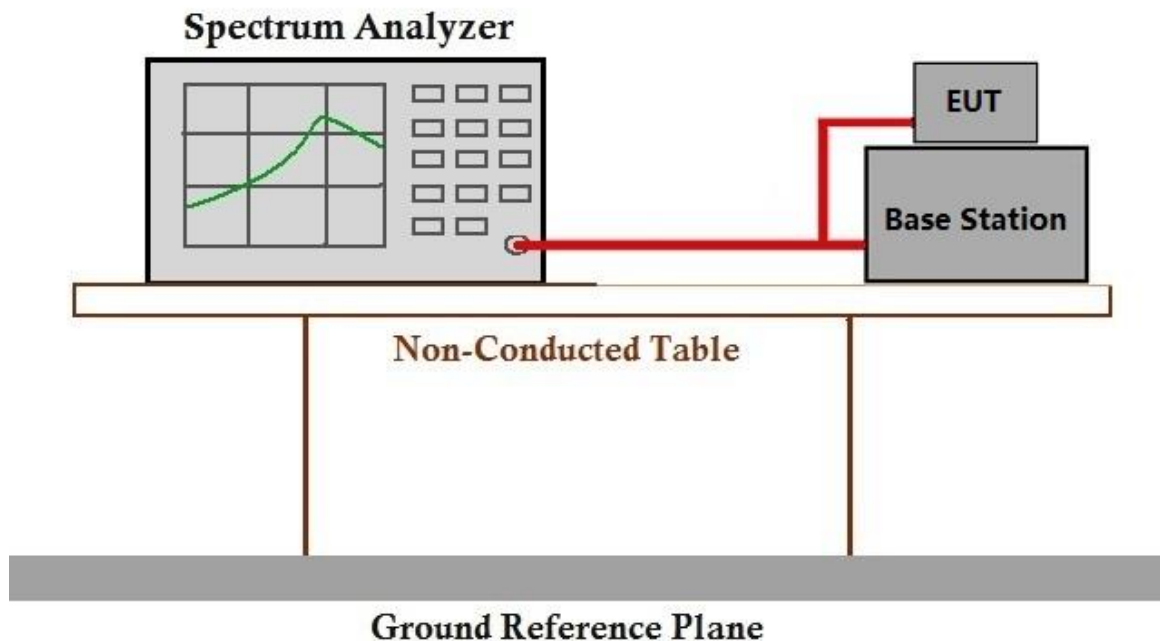 Spectrum Analyzer
EUT
Base Station
Non-Conducted Table
Ground Reference Plane